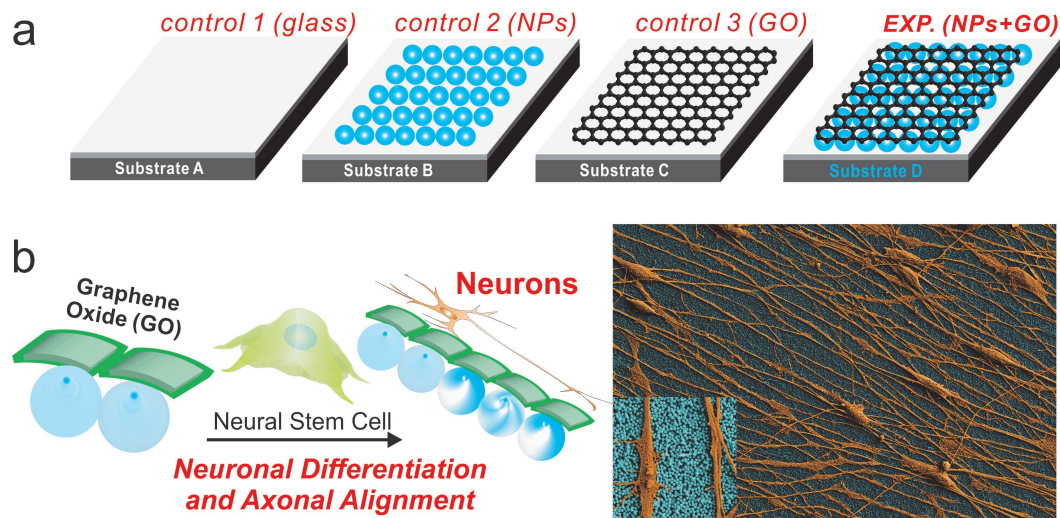 a
control 1 (glass)
control 2 (NPs)
control 3 (GO)
EXP. (NPs+GO)
Substrate A
Substrate B
Substrate C
Substrate D
b
Graphene
Oxide (GO)
Neurons
Neural Stem Cell
Neuronal Differentiation
and Axonal Alignment